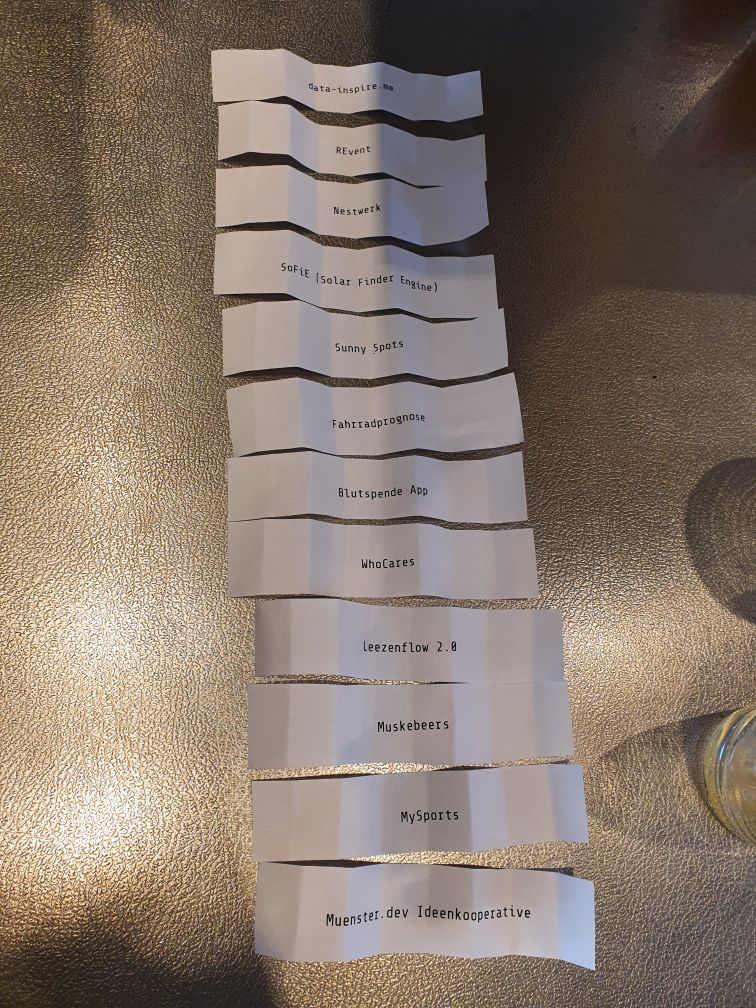 data-inspire.me
REvent
Nestwerk
SoFiE (Solar Finder Engine)
Sunny Spots
Fahrradprognose
Blutspende App
WhoCares
Leezenflow 2.0
Muskebeers
MySports
Muenster.dev Ideenkooperative